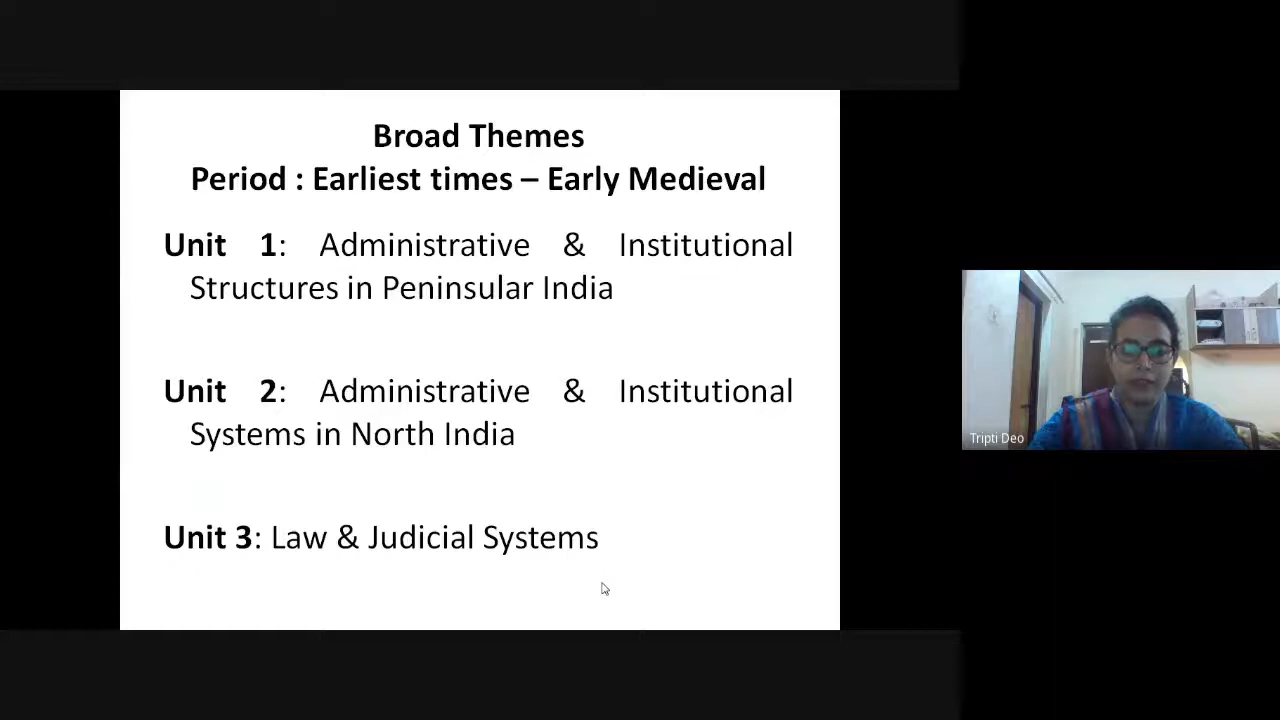 Broad Themes
Period : Earliest times – Early Medieval
Unit 1: Administrative & Institutional
Structures in Peninsular India
Unit 2: Administrative & Institutional
Systems in North India
Unit 3: Law & Judicial Systems
Tripti Deo